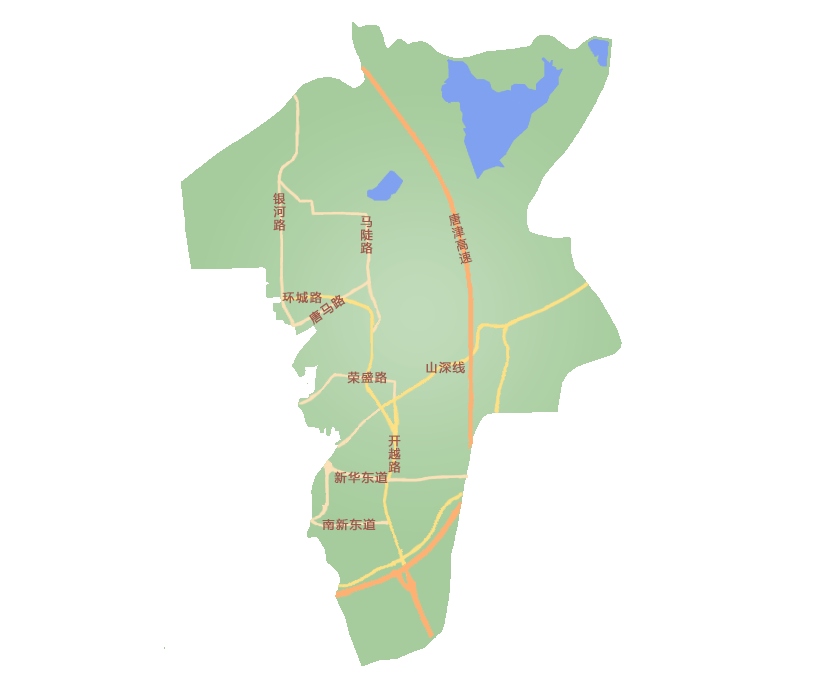 银河路
马陡路
唐津高速
环城路
唐马路
山深线
荣盛路
开越路
新华东道
南新东道